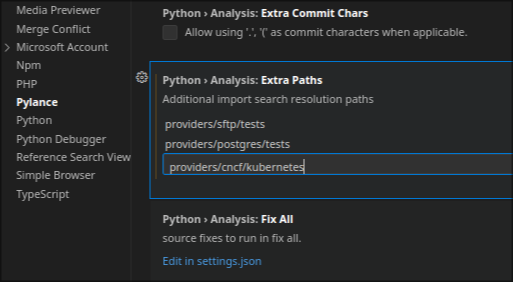 Media Previewer
Merge Conflict
Microsoft Account
Npm
PHP
Pylance
Python
Python Debugger
Reference Search View
Simple Browser
TypeScript
Python › Analysis: Extra Commit Chars
Allow using '.', '(' as commit characters when applicable.
Python › Analysis: Extra Paths
Additional import search resolution paths
providers/sftp/tests
providers/postgres/tests
providers/cncf/kubernetes
Python › Analysis: Fix All
source fixes to run in fix all.
Edit in settings.json